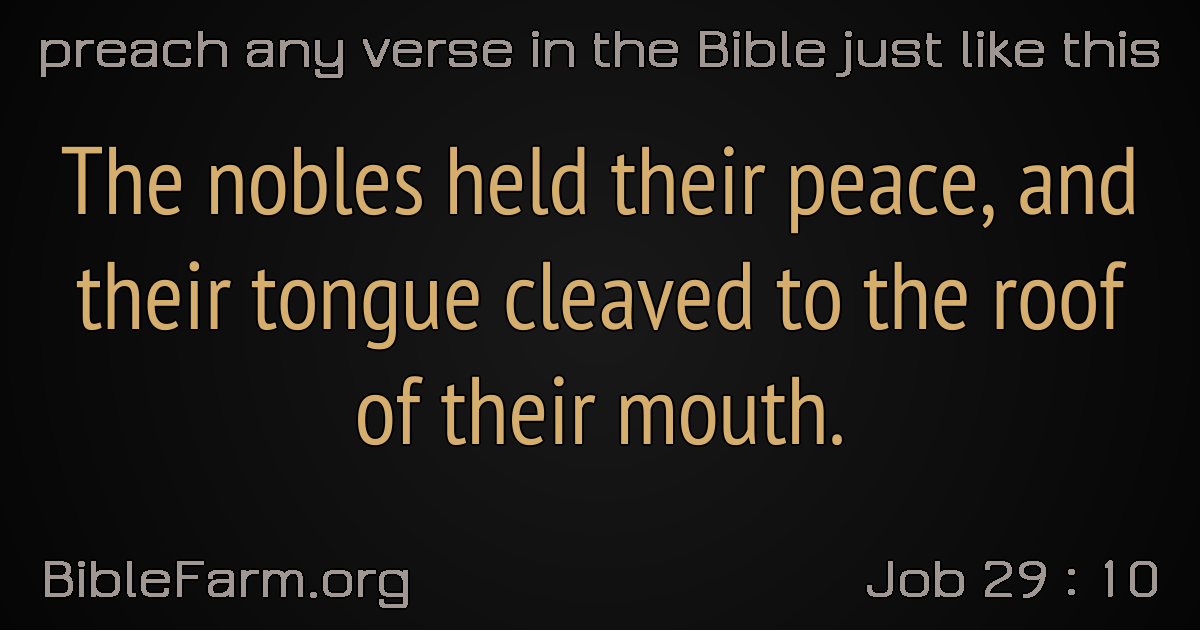 preach any verse in the Bible just like this
The nobles held their peace, and
their tongue cleaved to the roof
of their mouth.
BibleFarm.org
Job 29 : 10